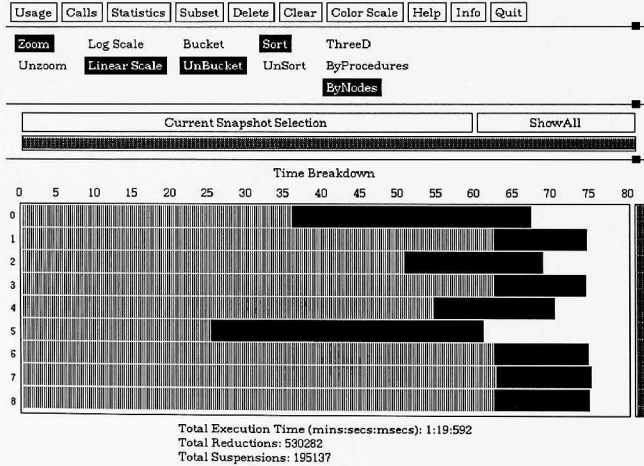 Usage Calls Statistics Subset Delete Clear Color Scale Help Info Quit
Zoom Log Scale Bucket Sort ThreeD
Unzoom Linear Scale UnBucket UnSort ByProcedures
ByNodes
Current Snapshot Selection ShowAll
Time Breakdown
0 5 10 15 20 25 30 35 40 45 50 55 60 65 70 75 80
0
1
2
3
4
5
6
7
8
Total Execution Time (mins:secs:msecs): 1:19:592
Total Reductions: 530282
Total Suspensions: 195137